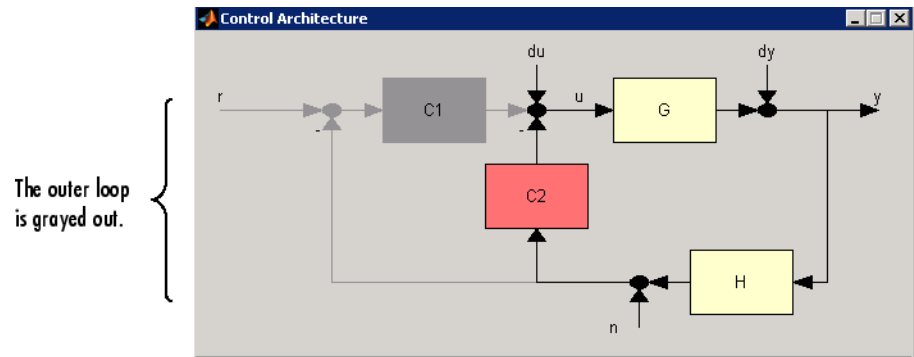 Control Architecture
du
dy
r
C1
u
G
y
-
-
The outer loop
is grayed out.
C2
H
n